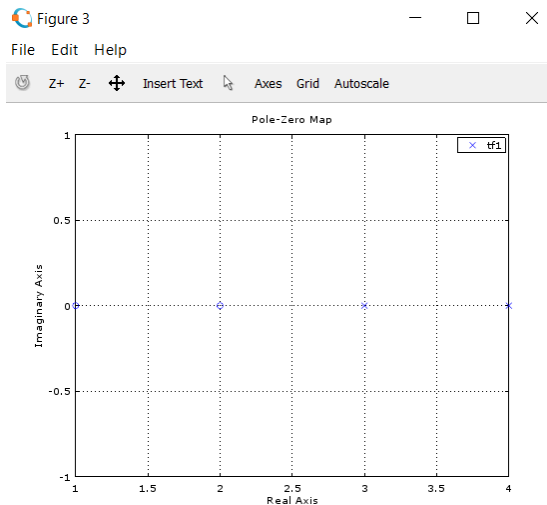 Figure 3
File Edit Help
Z+ Z- Insert Text Axes Grid Autoscale
Pole-Zero Map
tf1
1
0.5
0
-0.5
-1
Imaginary Axis
1 1.5 2 2.5 3 3.5 4
Real Axis